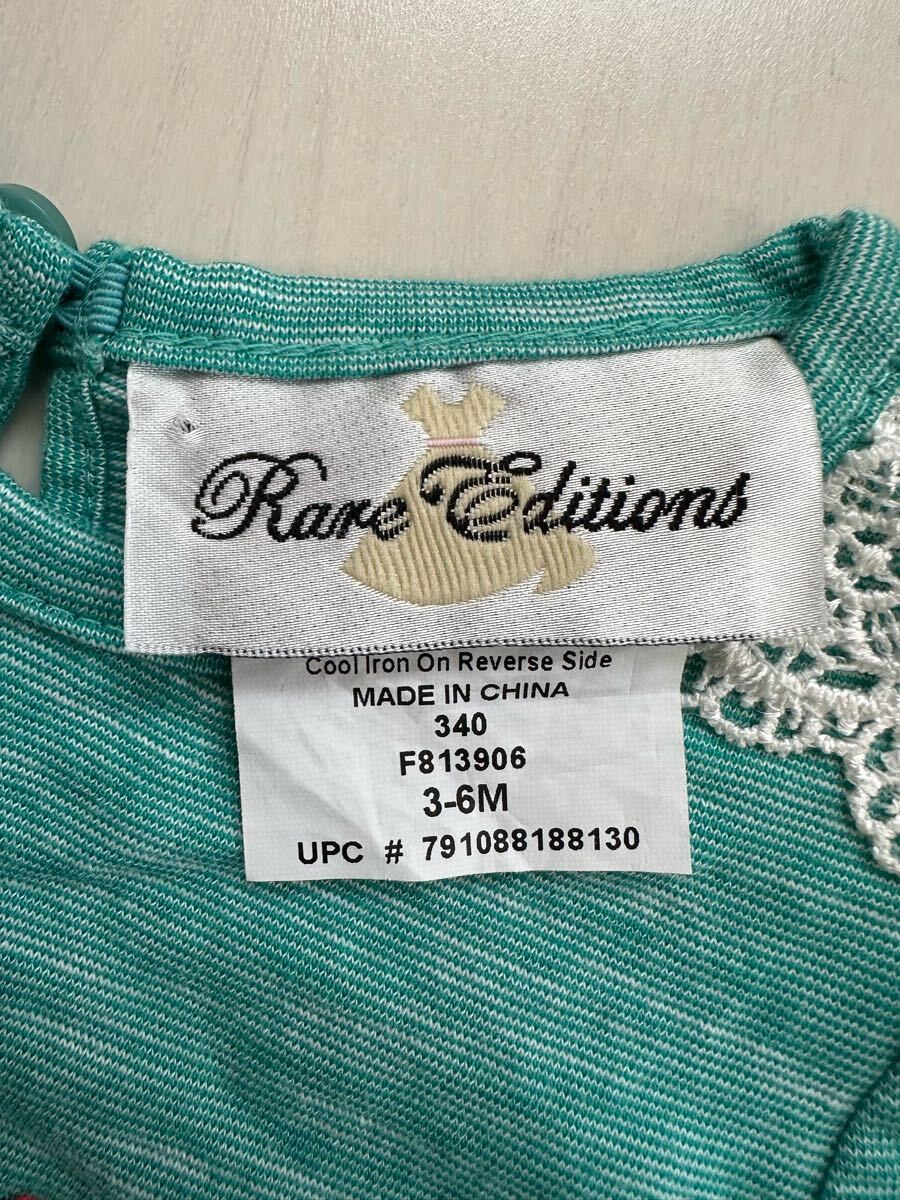 Rare Editions
Cool Iron On Reverse Side
MADE IN CHINA
340
F813906
3-6M
UPC # 791088188130